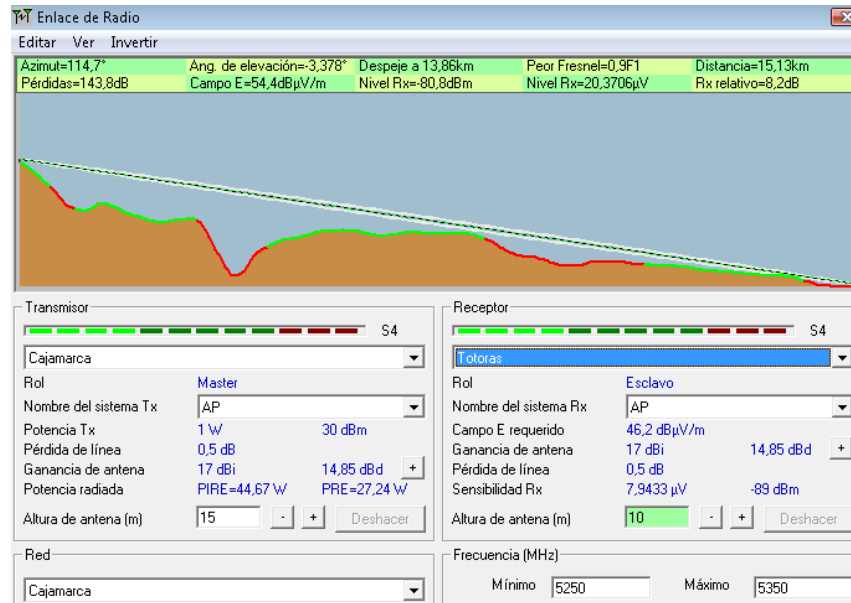 Enlace de Radio
Editar Ver Invertir
Azimut=114,7° Ang. de elevación=-3,378° Despeje a 13,86km Peor Fresnel=0,9F1 Distancia=15,13km
Pérdidas=143,8dB Campo E=54,4dBμV/m Nivel Rx=-80,8dBm Nivel Rx=20,3706μV Rx relativo=8,2dB
Transmisor
S4
Cajamarca
Rol Master
Nombre del sistema Tx AP
Potencia Tx 1 W 30 dBm
Pérdida de línea 0,5 dB
Ganancia de antena 17 dBi 14,85 dBd +
Potencia radiada PIRE=44,67 W PRE=27,24 W
Altura de antena (m) 15 - + Deshacer
Receptor
S4
Totoras
Rol Esclavo
Nombre del sistema Rx AP
Campo E requerido 46,2 dBμV/m
Ganancia de antena 17 dBi 14,85 dBd +
Pérdida de línea 0,5 dB
Sensibilidad Rx 7,9433 μV -89 dBm
Altura de antena (m) 10 - + Deshacer
Red
Cajamarca
Frecuencia (MHz)
Mínimo 5250 Máximo 5350